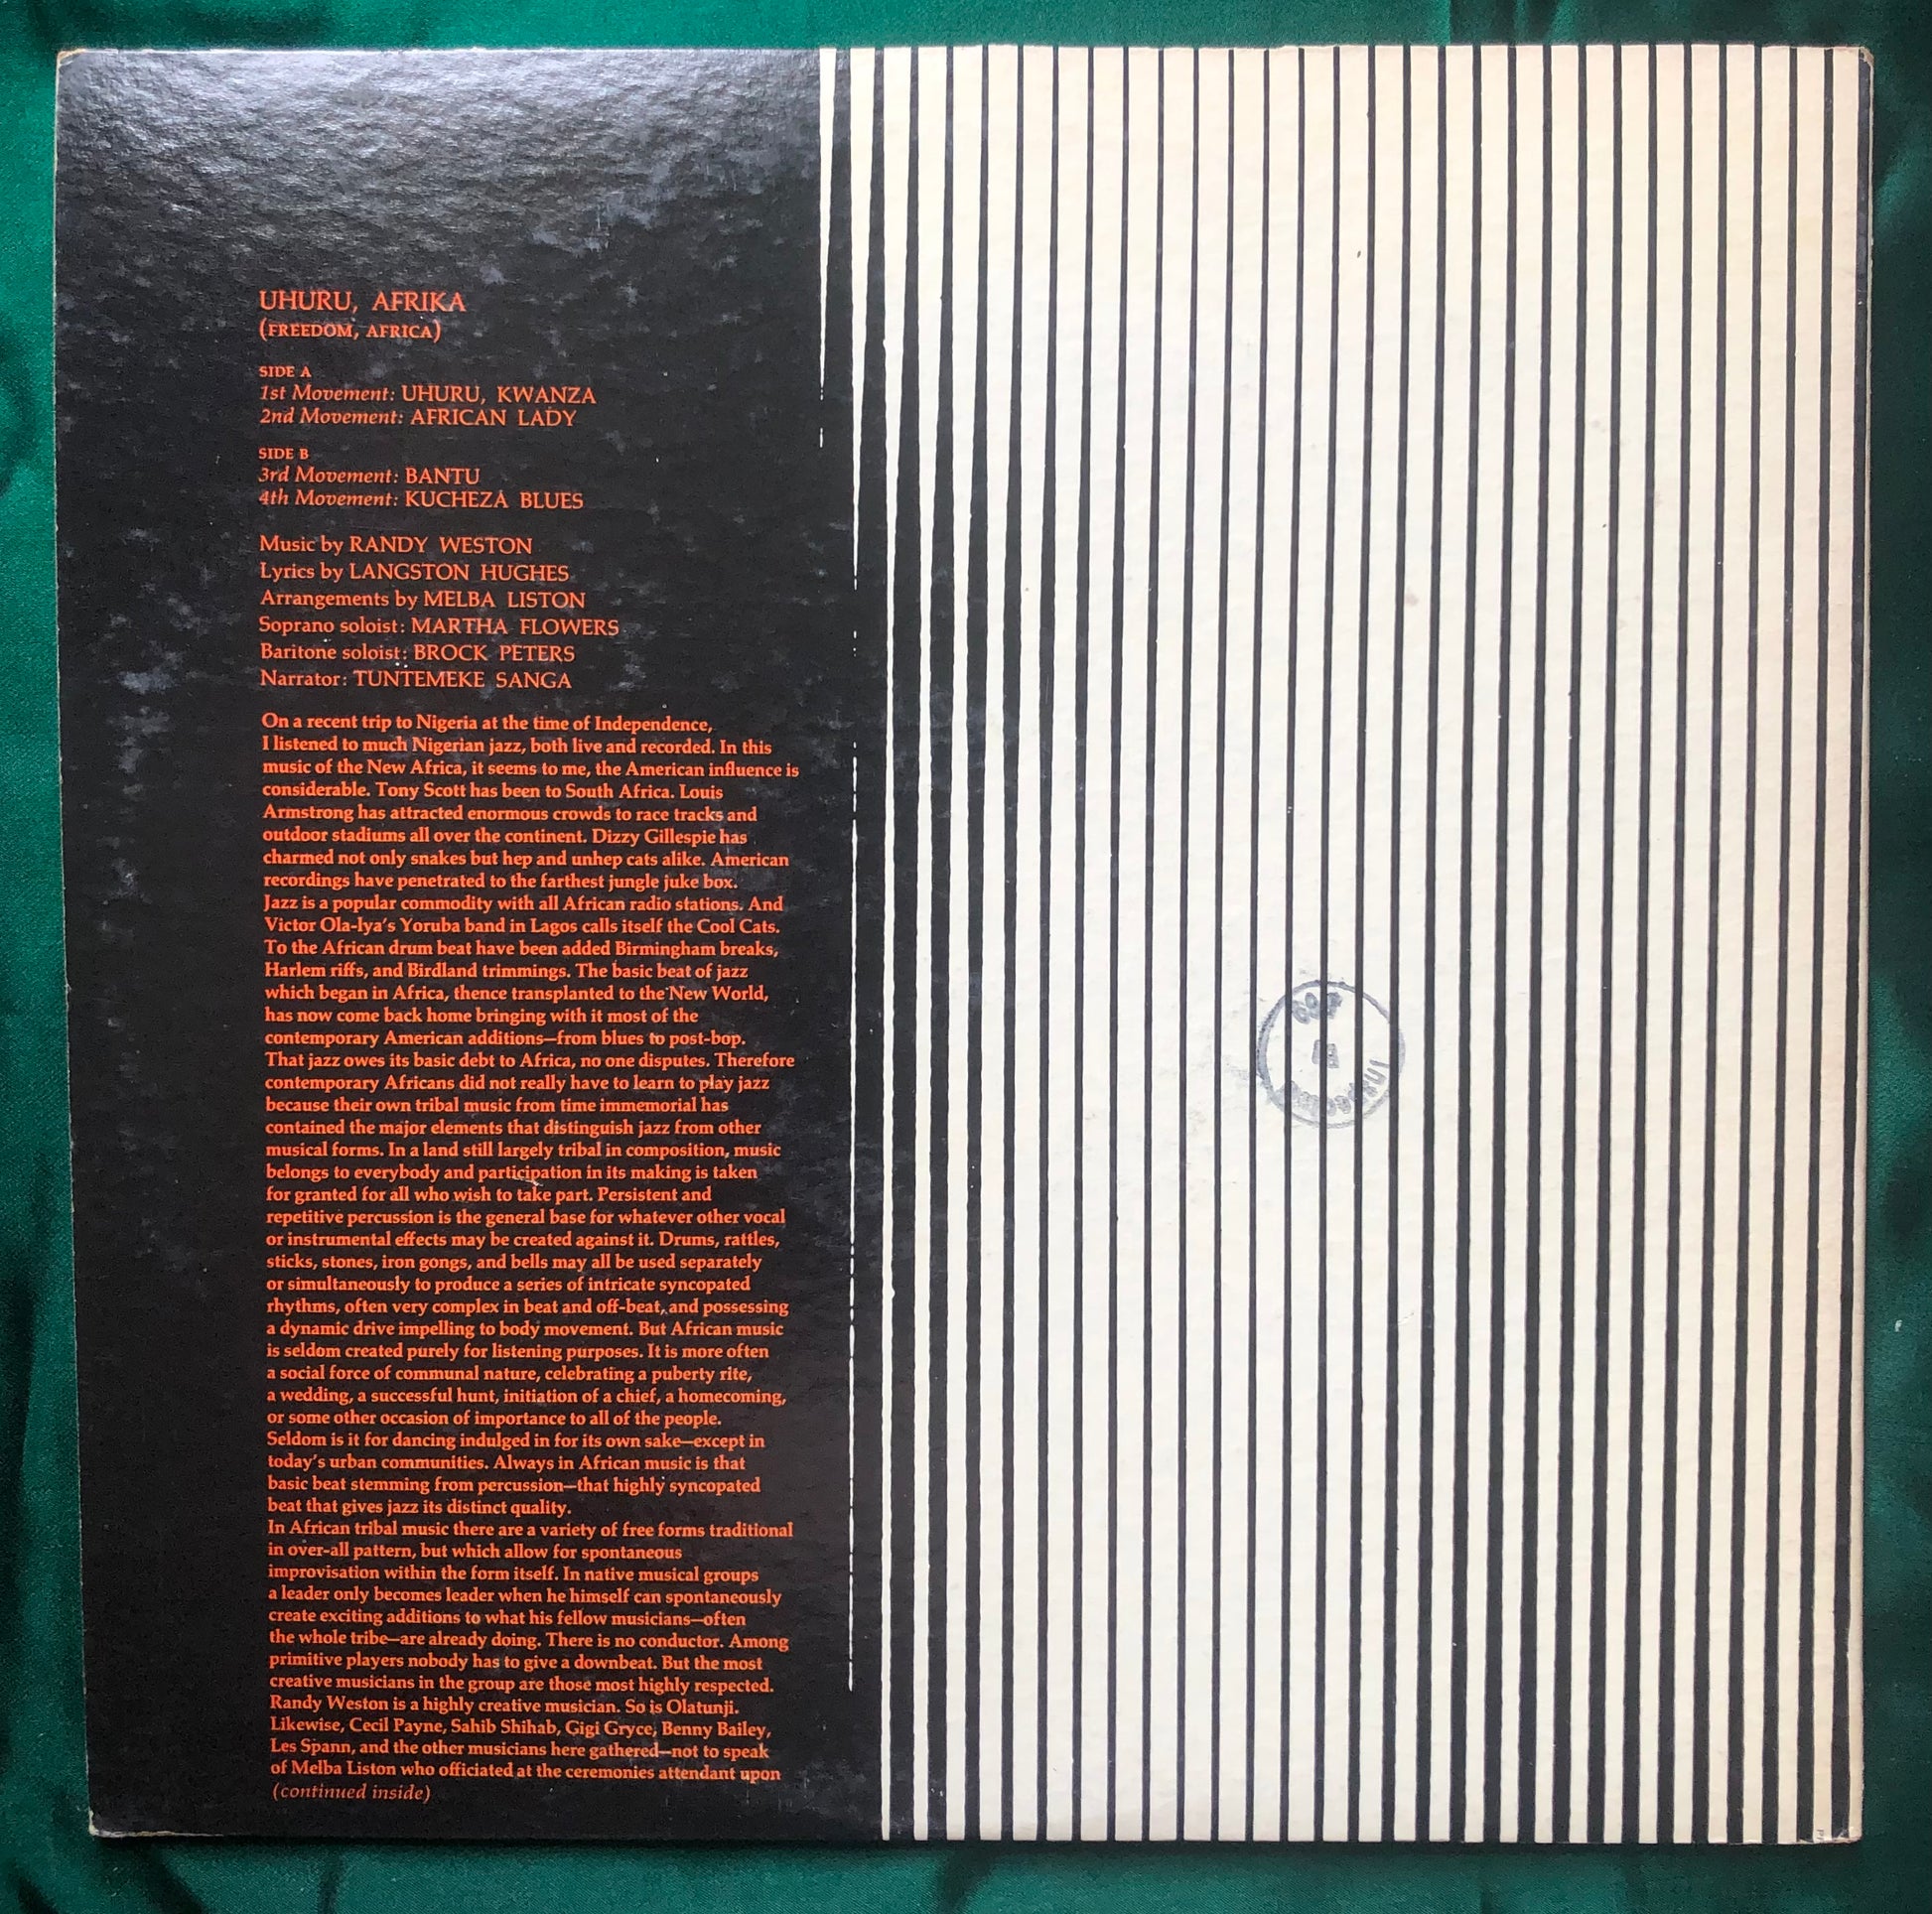 UHURU, AFRIKA
(FREEDOM, AFRICA)
SIDE A
1st Movement: UHURU, KWANZA
2nd Movement: AFRICAN LADY
SIDE B
3rd Movement: BANTU
4th Movement: KUCHEZA BLUES
Music by RANDY WESTON
Lyrics by LANGSTON HUGHES
Arrangements by MELBA LISTON
Soprano soloist: MARTHA FLOWERS
Baritone soloist: BROCK PETERS
Narrator: TUNTEMEKE SANGA
On a recent trip to Nigeria at the time of Independence,
I listened to much Nigerian jazz, both live and recorded. In this
music of the New Africa, it seems to me, the American influence is
considerable. Tony Scott has been to South Africa. Louis
Armstrong has attracted enormous crowds to race tracks and
outdoor stadiums all over the continent. Dizzy Gillespie has
charmed not only snakes but hep and unhep cats alike. American
recordings have penetrated to the farthest jungle juke box.
Jazz is a popular commodity with all African radio stations. And
Victor Ola-Iya's Yoruba band in Lagos calls itself the Cool Cats.
To the African drum beat have been added Birmingham breaks,
Harlem riffs, and Birdland trimmings. The basic beat of jazz
which began in Africa, thence transplanted to the New World,
has now come back home bringing with it most of the
contemporary American additions—from blues to post-bop.
That jazz owes its basic debt to Africa, no one disputes. Therefore
contemporary Africans did not really have to learn to play jazz
because their own tribal music from time immemorial has
contained the major elements that distinguish jazz from other
musical forms. In a land still largely tribal in composition, music
belongs to everybody and participation in its making is taken
for granted for all who wish to take part. Persistent and
repetitive percussion is the general base for whatever other vocal
or instrumental effects may be created against it. Drums, rattles,
sticks, stones, iron gongs, and bells may all be used separately
or simultaneously to produce a series of intricate syncopated
rhythms, often very complex in beat and off-beat, and possessing
a dynamic drive impelling to body movement. But African music
is seldom created purely for listening purposes. It is more often
a social force of communal nature, celebrating a puberty rite,
a wedding, a successful hunt, initiation of a chief, a homecoming,
or some other occasion of importance to all of the people.
Seldom is it for dancing indulged in for its own sake—except in
today's urban communities. Always in African music is that
basic beat stemming from percussion—that highly syncopated
beat that gives jazz its distinct quality.
In African tribal music there are a variety of free forms traditional
in over-all pattern, but which allow for spontaneous
improvisation within the form itself. In native musical groups
a leader only becomes leader when he himself can spontaneously
create exciting additions to what his fellow musicians—often
the whole tribe—are already doing. There is no conductor. Among
primitive players nobody has to give a downbeat. But the most
creative musicians in the group are those most highly respected.
Randy Weston is a highly creative musician. So is Olatunji.
Likewise, Cecil Payne, Sahib Shihab, Gigi Gryce, Benny Bailey,
Les Spann, and the other musicians here gathered—not to speak
of Melba Liston who officiated at the ceremonies attendant upon
(continued inside)